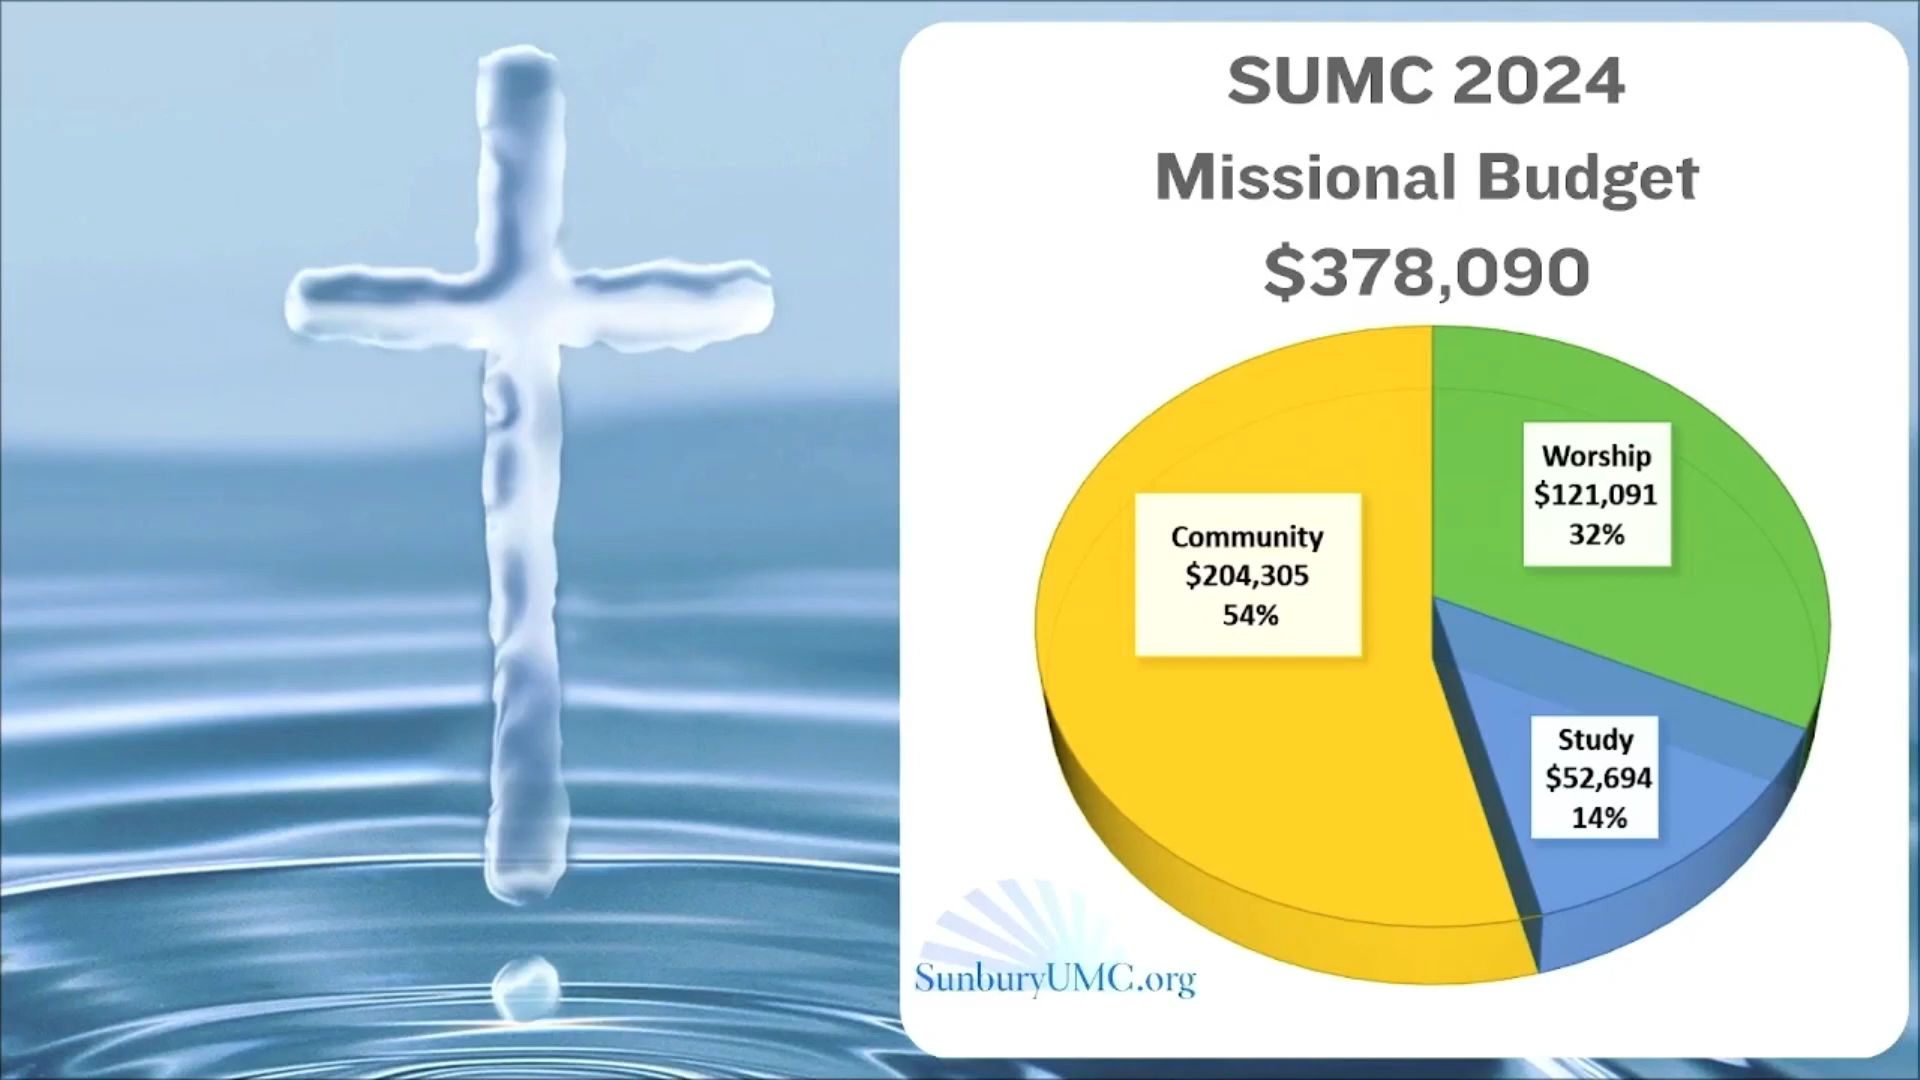 SUMC 2024
Missional Budget
$378,090
Worship
$121,091
32%
Community
$204,305
54%
Study
$52,694
14%
SunburyUMC.org